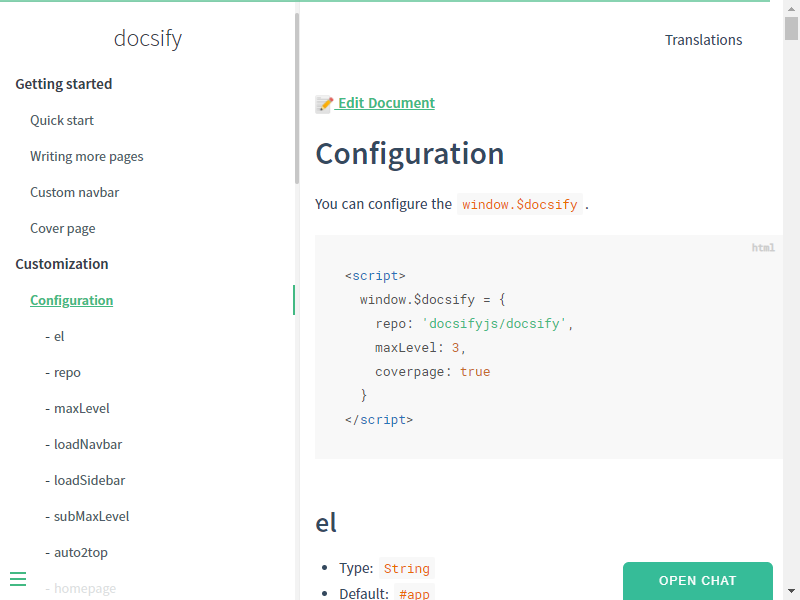 docsify
Getting started
Quick start
Writing more pages
Custom navbar
Cover page
Customization
Configuration
- el
- repo
- maxLevel
- loadNavbar
- loadSidebar
- subMaxLevel
- auto2top
- homepage
Translations
Edit Document
Configuration
You can configure the window.$docsify .
html
<script>
  window.$docsify = {
    repo: 'docsifyjs/docsify',
    maxLevel: 3,
    coverpage: true
  }
</script>
el
• Type: String
• Default: #app
OPEN CHAT